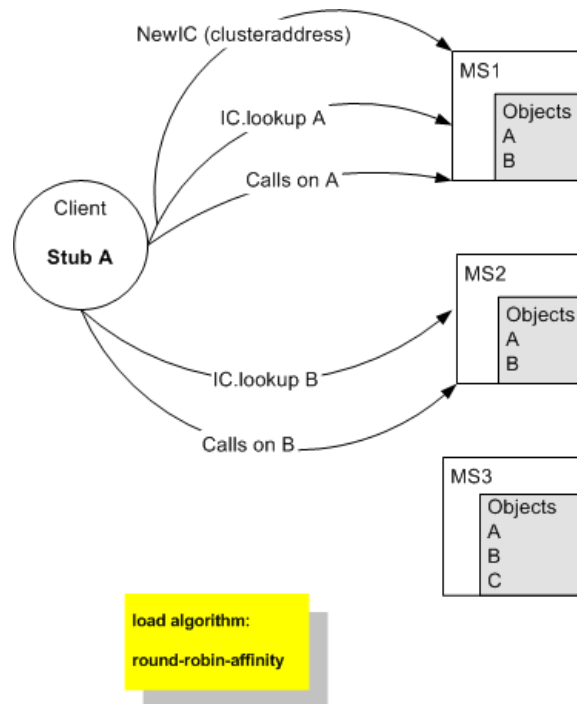 NewIC (clusteraddress)
MS1
Objects
A
B
IC.lookup A
Calls on A
Client
Stub A
MS2
Objects
A
B
IC.lookup B
Calls on B
MS3
Objects
A
B
C
load algorithm:
round-robin-affinity